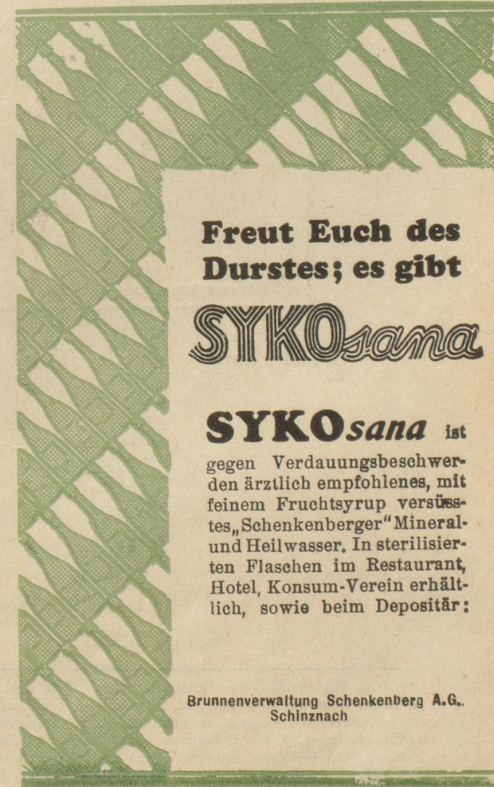 Freut Euch des
Durstes; es gibt
SYKOsana
SYKOsana ist
gegen Verdauungsbeschwer-
den ärztlich empfohlenes, mit
feinem Fruchtsyrup versüss-
tes„Schenkenberger“Mineral-
und Heilwasser. In sterilisier-
ten Flaschen im Restaurant,
Hotel, Konsum-Verein erhält-
lich, sowie beim Depositär:
Brunnenverwaltung Schenkenberg A.G..
Schinznach